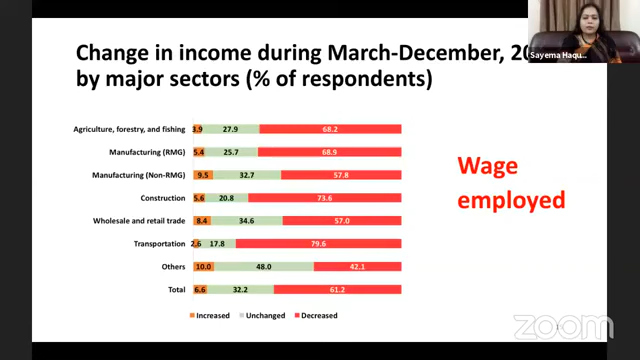 Change in income during March-December, 20
by major sectors (% of respondents)
Sayema Haqu...
Agriculture, forestry, and fishing 3.9 27.9 68.2
Manufacturing (RMG) 5.4 25.7 68.9
Manufacturing (Non-RMG) 9.5 32.7 57.8
Construction 5.6 20.8 73.6
Wholesale and retail trade 8.4 34.6 57.0
Transportation 2.6 17.8 79.6
Others 10.0 48.0 42.1
Total 6.6 32.2 61.2
Increased Unchanged Decreased
Wage
employed
zoom